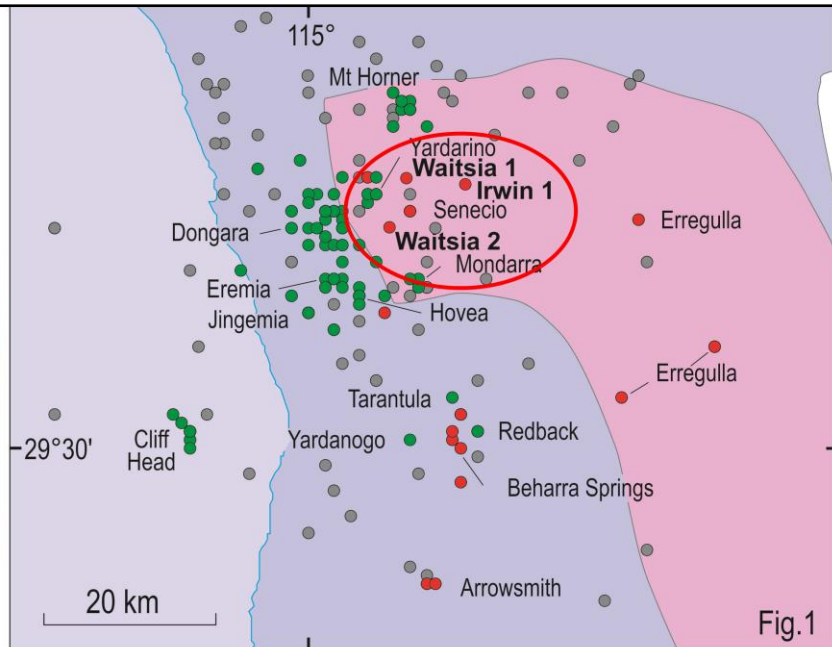 115°
Mt Horner
Yardarino
Waitsia 1
Irwin 1
Senecio
Erregulla
Dongara
Waitsia 2
Mondarra
Eremia
Jingemia
Hovea
Erregulla
Tarantula
29°30'
Cliff
Head
Yardanogo
Redback
Beharra Springs
20 km
Arrowsmith
Fig.1